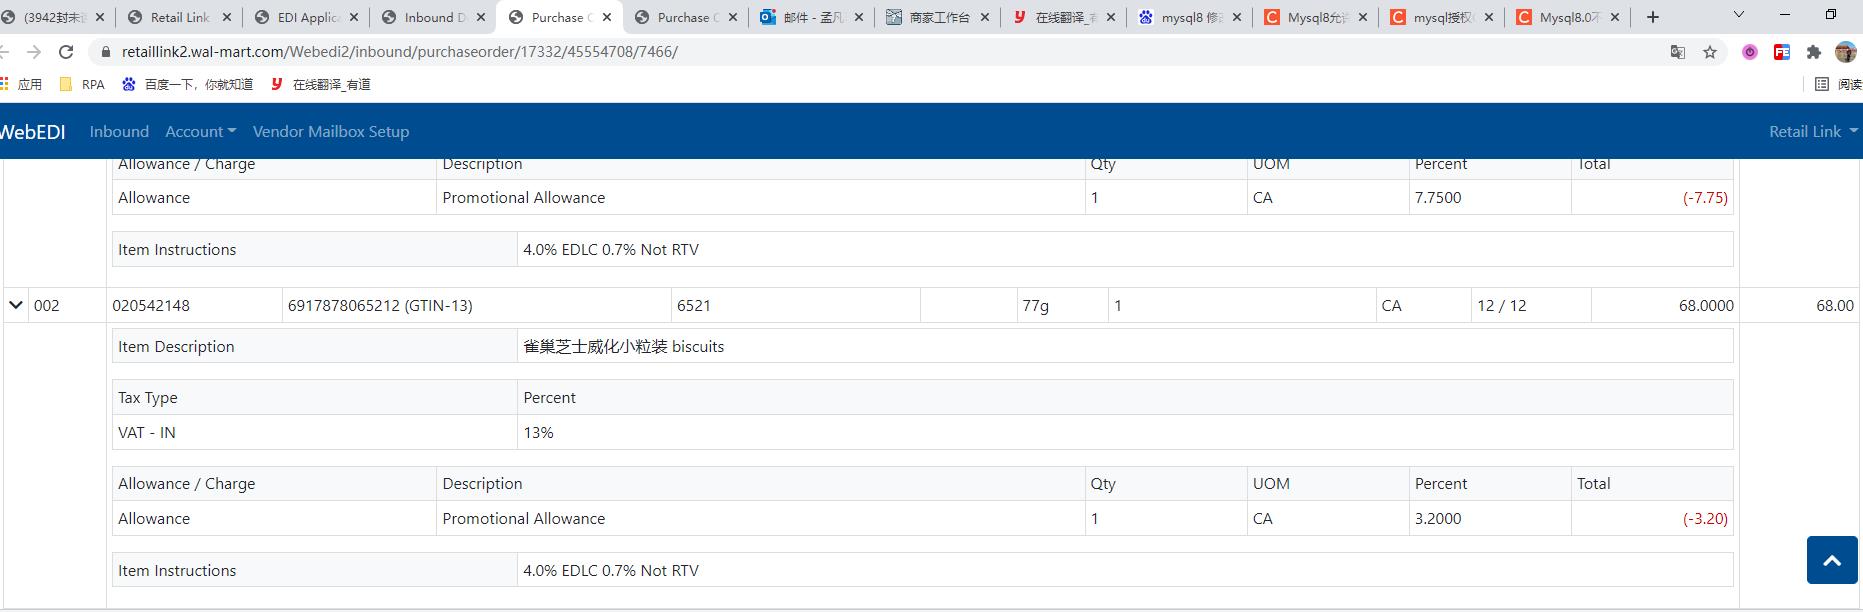 (3942封未读 Retail Link EDI Applica Inbound D Purchase Purchase 邮件 - 孟凡 商家工作台 在线翻译_有 mysql8 修 Mysql8允许 mysql授权 Mysql8.0不
retaillink2.wal-mart.com/Webedi2/inbound/purchaseorder/17332/45554708/7466/
应用 RPA 百度一下，你就知道 在线翻译_有道 阅读
WebEDI Inbound Account Vendor Mailbox Setup Retail Link
Allowance / Charge Description Qty UOM Percent Total
Allowance Promotional Allowance 1 CA 7.7500 (-7.75)
Item Instructions 4.0% EDLC 0.7% Not RTV
002 020542148 6917878065212 (GTIN-13) 6521 77g 1 CA 12 / 12 68.0000 68.00
Item Description 雀巢芝士威化小粒装 biscuits
Tax Type Percent
VAT - IN 13%
Allowance / Charge Description Qty UOM Percent Total
Allowance Promotional Allowance 1 CA 3.2000 (-3.20)
Item Instructions 4.0% EDLC 0.7% Not RTV